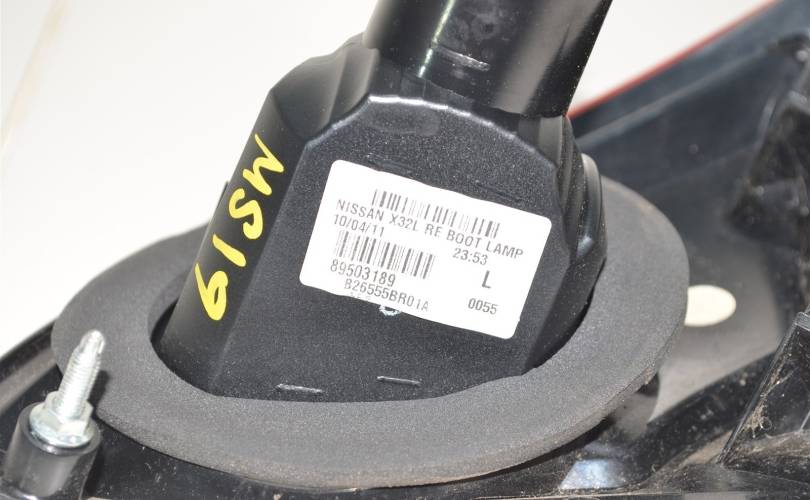 MS19
NISSAN X32L RE BOOT LAMP
10/04/11 23:53
89503189 L
B26555BR01A 0055